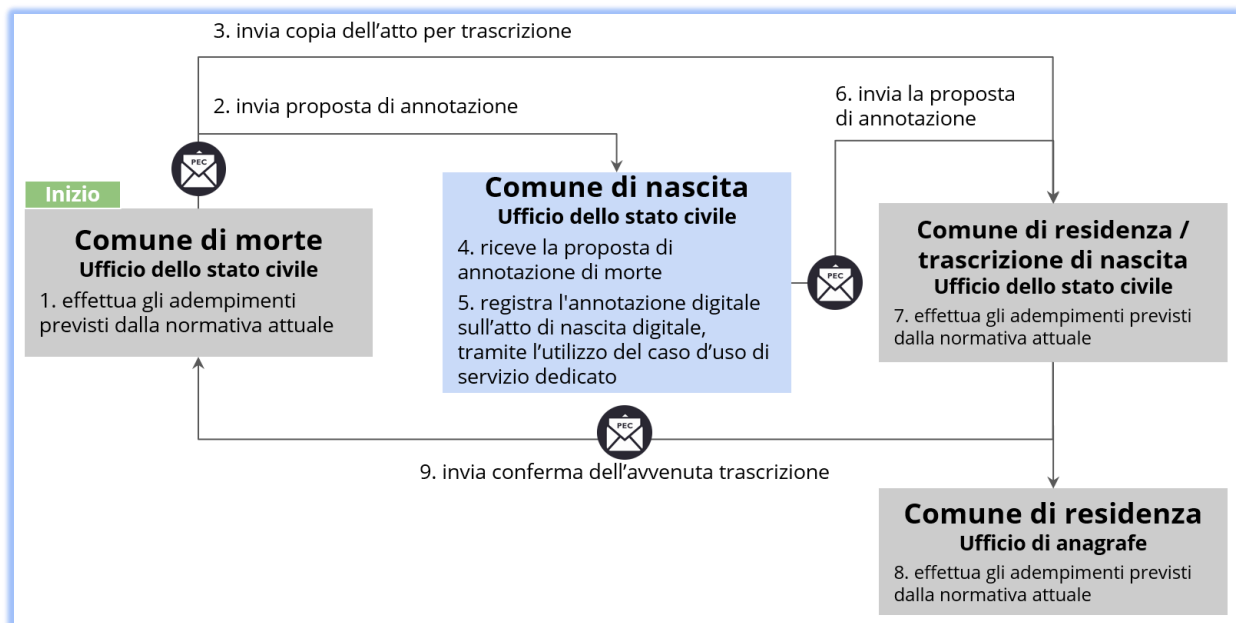 3. invia copia dell’atto per trascrizione
2. invia proposta di annotazione
6. invia la proposta
di annotazione
PEC
Inizio
Comune di morte
Ufficio dello stato civile
1. effettua gli adempimenti
previsti dalla normativa attuale
Comune di nascita
Ufficio dello stato civile
4. riceve la proposta di
annotazione di morte
5. registra l'annotazione digitale
sull’atto di nascita digitale,
tramite l’utilizzo del caso d’uso di
servizio dedicato
PEC
Comune di residenza /
trascrizione di nascita
Ufficio dello stato civile
7. effettua gli adempimenti previsti
dalla normativa attuale
PEC
9. invia conferma dell’avvenuta trascrizione
Comune di residenza
Ufficio di anagrafe
8. effettua gli adempimenti previsti
dalla normativa attuale